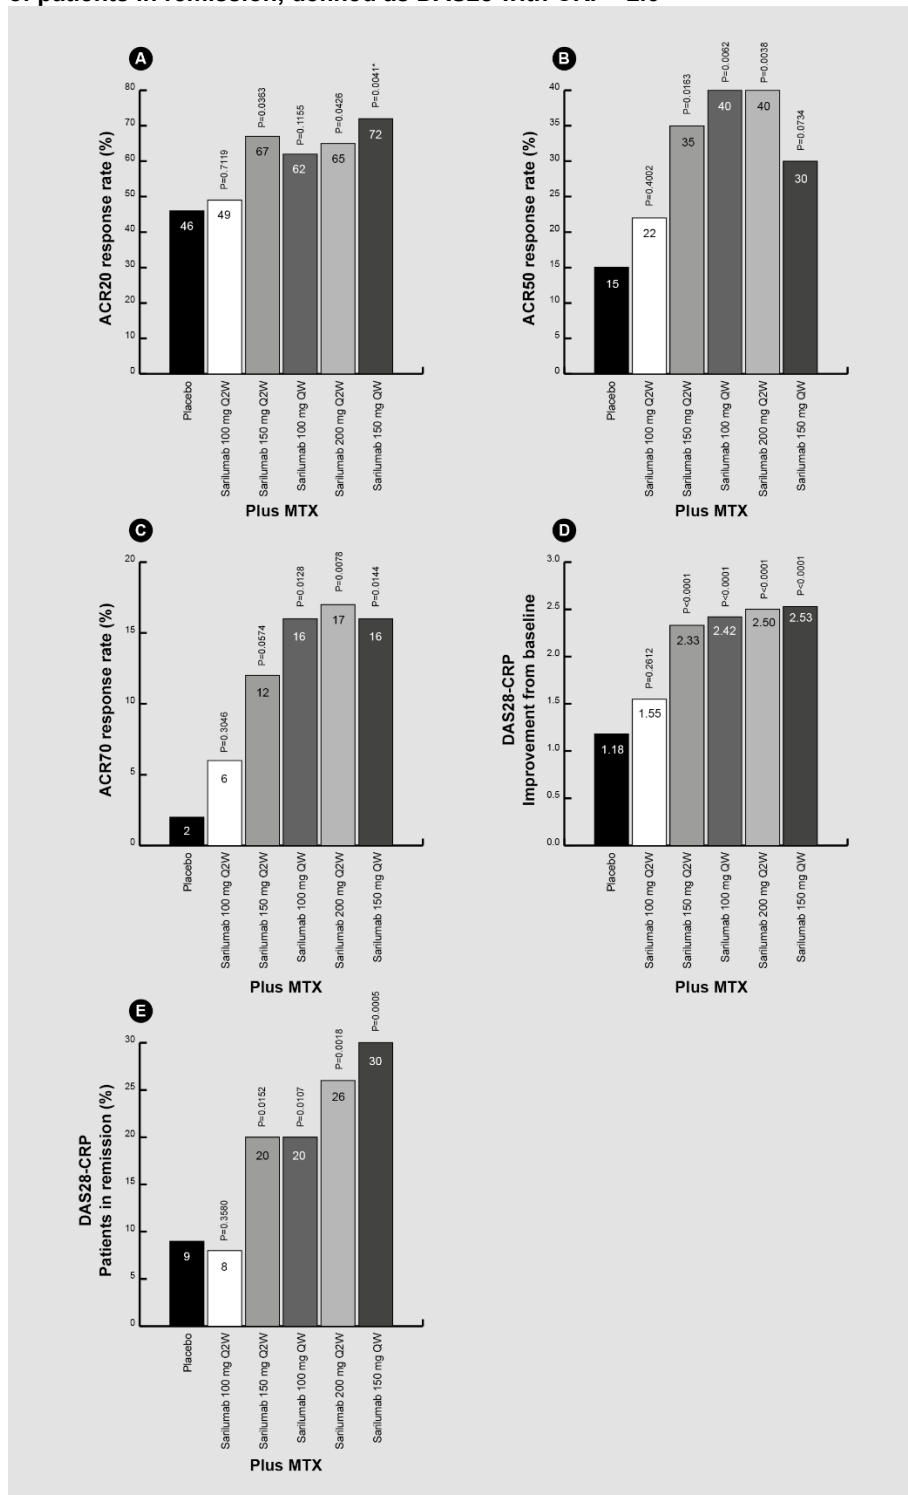 of patients in remission, defined as DAS28 with CRP 2.6
A
ACR20 response rate (%)
80
70
60
50
40
30
20
10
0
46
49
67
62
65
72
P=0.7119
P=0.0363
P=0.1155
P=0.0426
P=0.0041*
Placebo
Sarilumab 100 mg Q2W
Sarilumab 150 mg Q2W
Sarilumab 100 mg QW
Sarilumab 200 mg Q2W
Sarilumab 150 mg QW
Plus MTX
B
ACR50 response rate (%)
40
35
30
25
20
15
10
5
0
15
22
35
40
40
30
P=0.4002
P=0.0163
P=0.0062
P=0.0038
P=0.0734
Placebo
Sarilumab 100 mg Q2W
Sarilumab 150 mg Q2W
Sarilumab 100 mg QW
Sarilumab 200 mg Q2W
Sarilumab 150 mg QW
Plus MTX
C
ACR70 response rate (%)
20
15
10
5
0
2
6
12
16
17
16
P=0.3046
P=0.0574
P=0.0128
P=0.0078
P=0.0144
Placebo
Sarilumab 100 mg Q2W
Sarilumab 150 mg Q2W
Sarilumab 100 mg QW
Sarilumab 200 mg Q2W
Sarilumab 150 mg QW
Plus MTX
D
DAS28-CRP
Improvement from baseline
3.0
2.5
2.0
1.5
1.0
0.5
0.0
1.18
1.55
2.33
2.42
2.50
2.53
P=0.2612
P<0.0001
P<0.0001
P<0.0001
P<0.0001
Placebo
Sarilumab 100 mg Q2W
Sarilumab 150 mg Q2W
Sarilumab 100 mg QW
Sarilumab 200 mg Q2W
Sarilumab 150 mg QW
Plus MTX
E
DAS28-CRP
Patients in remission (%)
30
25
20
15
10
5
0
9
8
20
20
26
30
P=0.3580
P=0.0152
P=0.0107
P=0.0018
P=0.0005
Placebo
Sarilumab 100 mg Q2W
Sarilumab 150 mg Q2W
Sarilumab 100 mg QW
Sarilumab 200 mg Q2W
Sarilumab 150 mg QW
Plus MTX